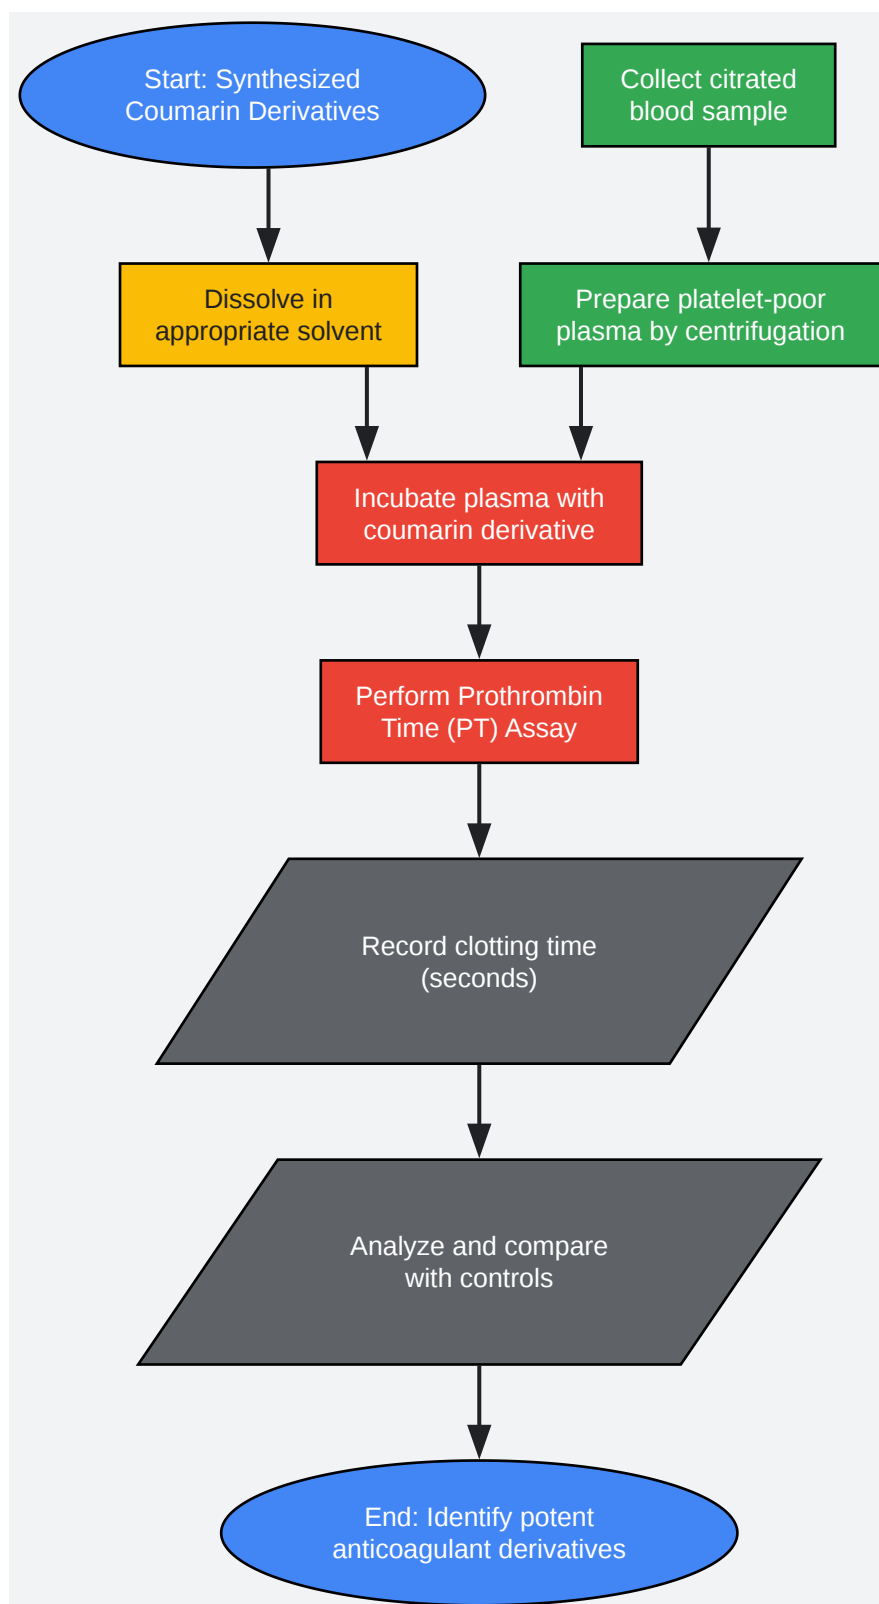 Start: Synthesized
Coumarin Derivatives
Collect citrated
blood sample
Dissolve in
appropriate solvent
Prepare platelet-poor
plasma by centrifugation
Incubate plasma with
coumarin derivative
Perform Prothrombin
Time (PT) Assay
Record clotting time
(seconds)
Analyze and compare
with controls
End: Identify potent
anticoagulant derivatives